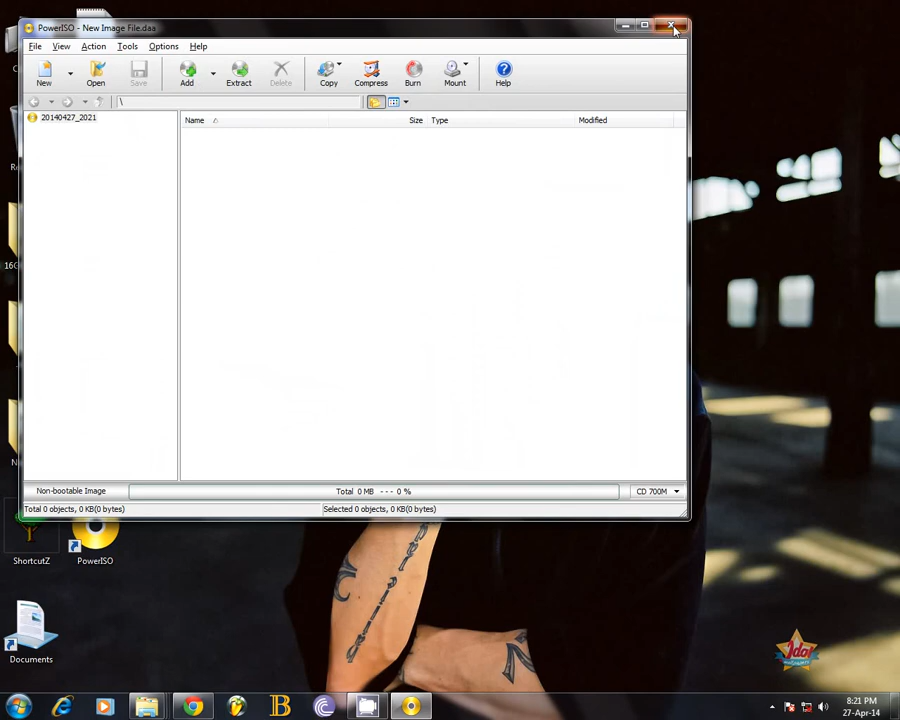 PowerISO - New Image File.daa
File View Action Tools Options Help
New Open Save Add Extract Delete Copy Compress Burn Mount Help
\
20140427_2021
Name Size Type Modified
Non-bootable Image Total 0 MB --- 0 % CD 700M
Total 0 objects, 0 KB(0 bytes) Selected 0 objects, 0 KB(0 bytes)
ShortcutZ PowerISO
Documents
8:21 PM
27-Apr-14